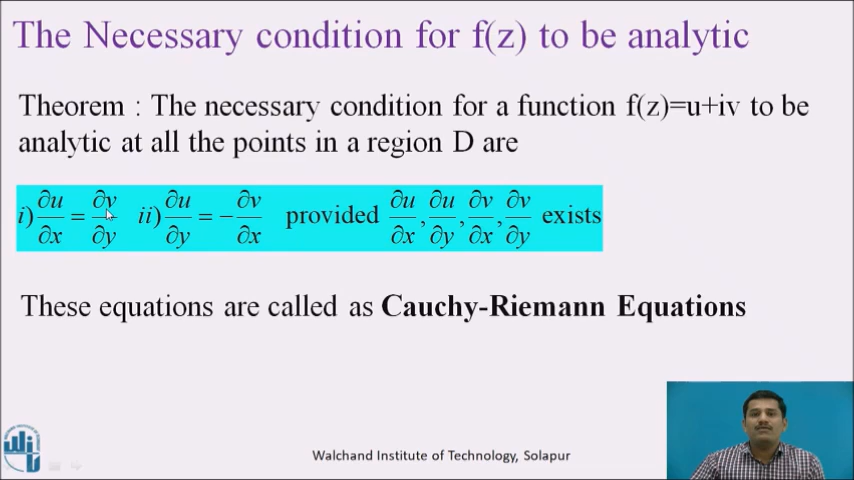 The Necessary condition for f(z) to be analytic
Theorem : The necessary condition for a function f(z)=u+iv to be
analytic at all the points in a region D are
i) ∂u/∂x = ∂v/∂y ii) ∂u/∂y = − ∂v/∂x provided ∂u/∂x, ∂u/∂y, ∂v/∂x, ∂v/∂y exists
These equations are called as Cauchy-Riemann Equations
Walchand Institute of Technology, Solapur